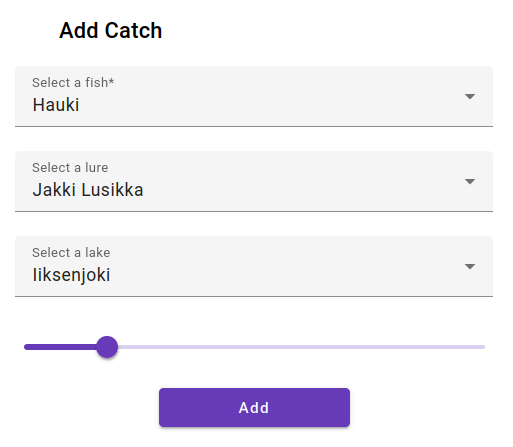 Add Catch
Select a fish*
Hauki
Select a lure
Jakki Lusikka
Select a lake
Iiksenjoki
Add